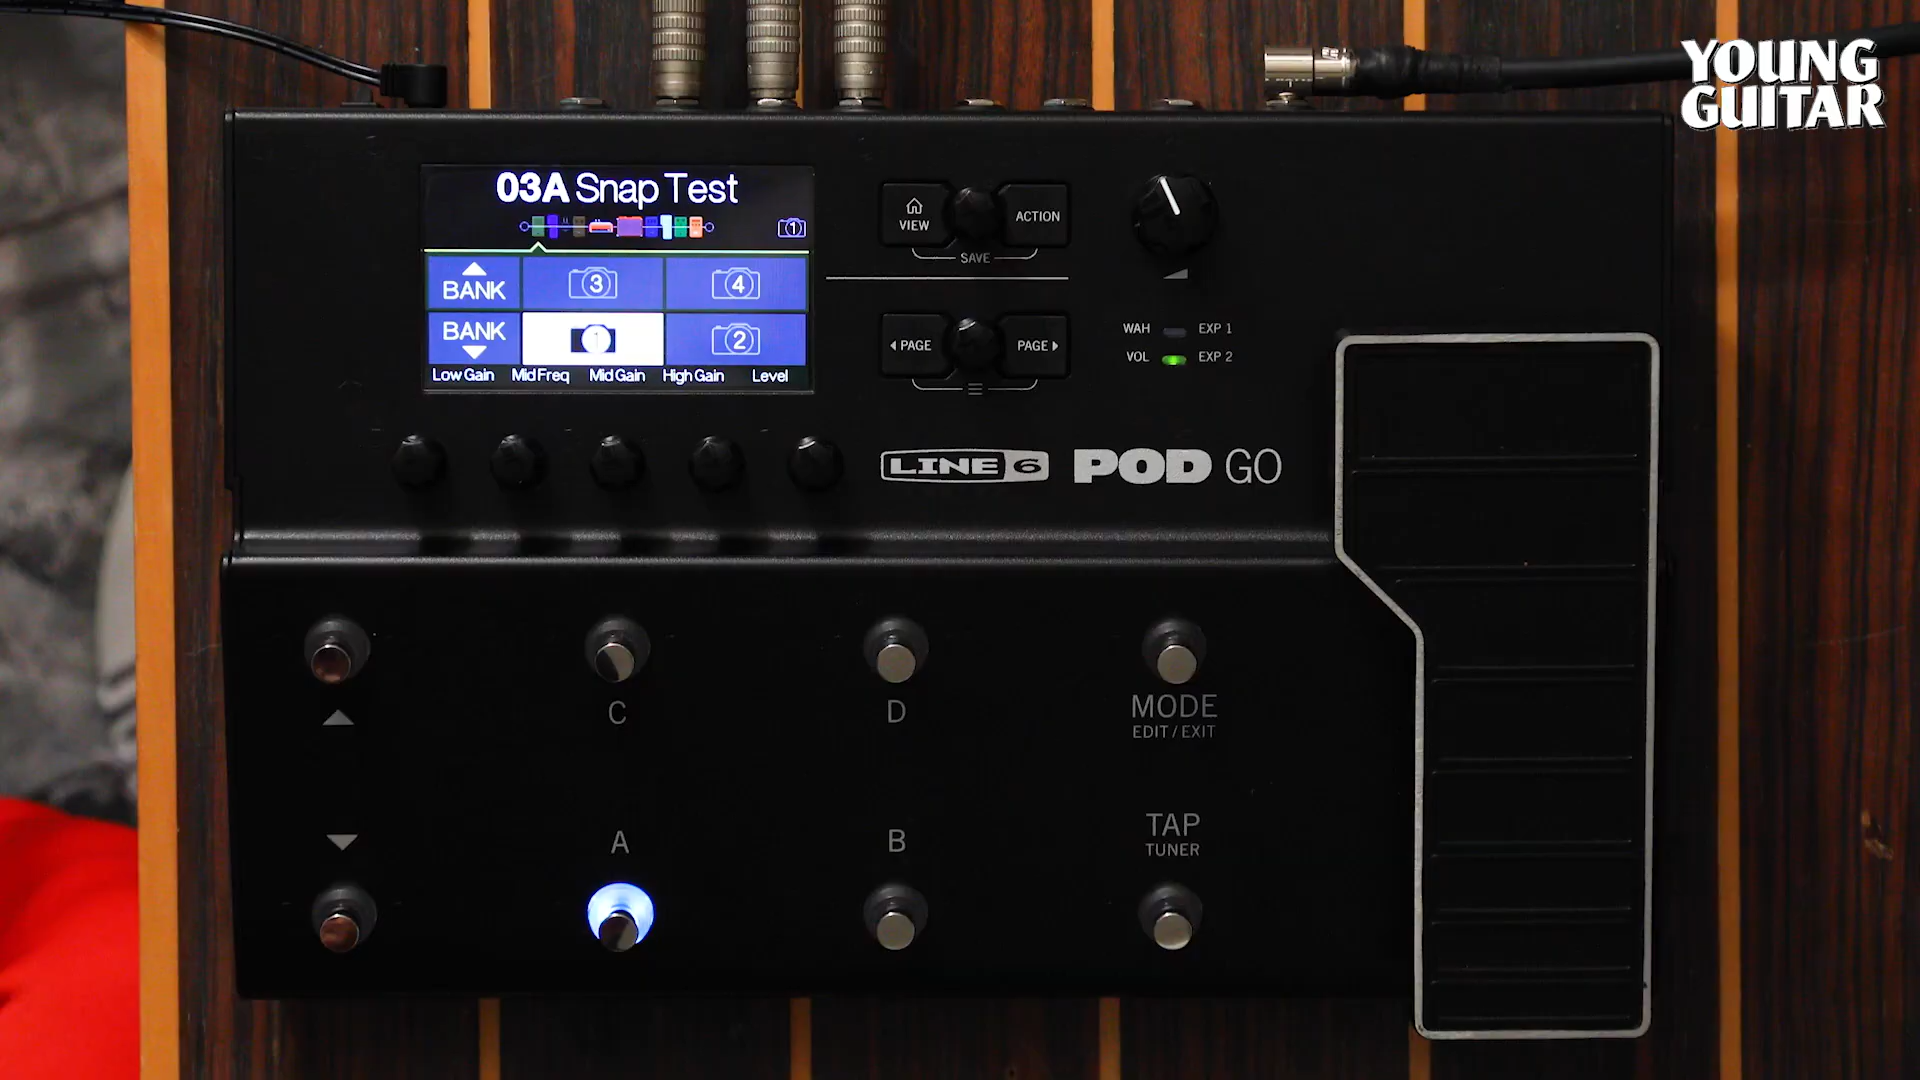 YOUNG
GUITAR
03A Snap Test
1
BANK
3
4
BANK
1
2
Low Gain
Mid Freq
Mid Gain
High Gain
Level
VIEW
ACTION
SAVE
PAGE
PAGE
WAH
EXP 1
VOL
EXP 2
LINE 6
POD GO
C
D
MODE
EDIT / EXIT
A
B
TAP
TUNER